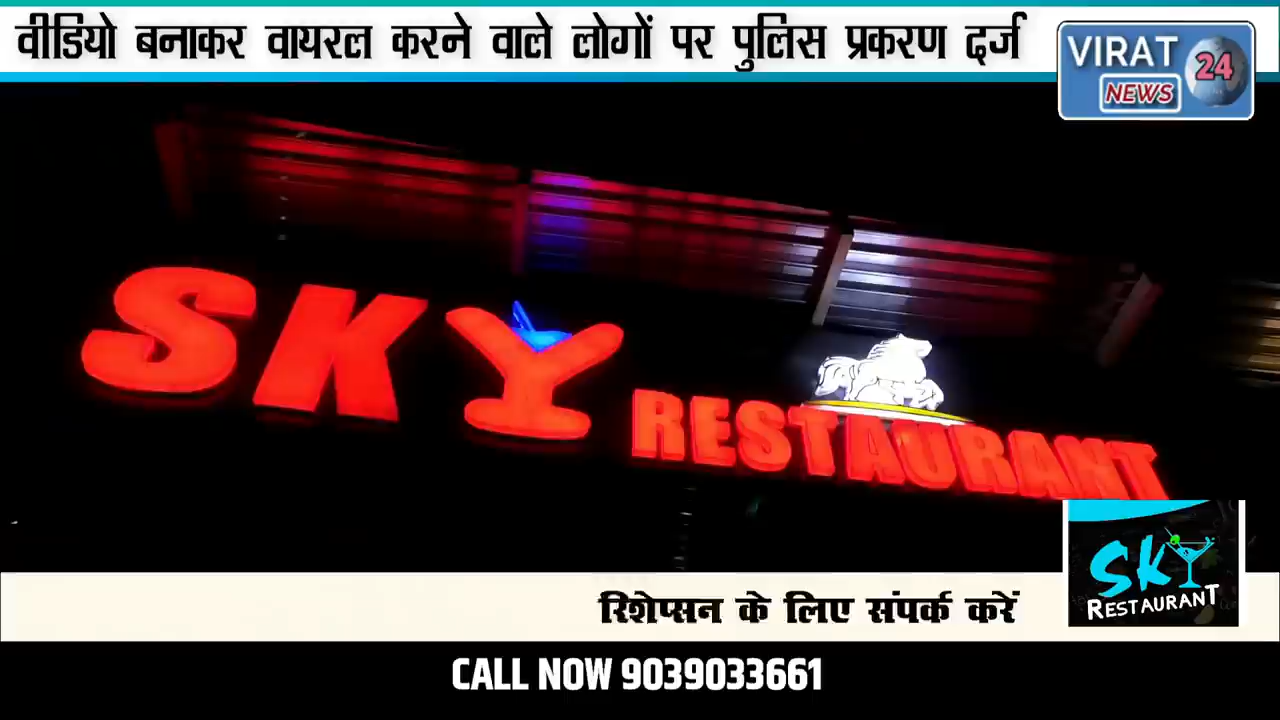 वीडियो बनाकर वायरल करने वाले लोगों पर पुलिस प्रकरण दर्ज
VIRAT 24
NEWS
SKY RESTAURANT
SKY
RESTAURANT
रिशेप्सन के लिए संपर्क करें
CALL NOW 9039033661